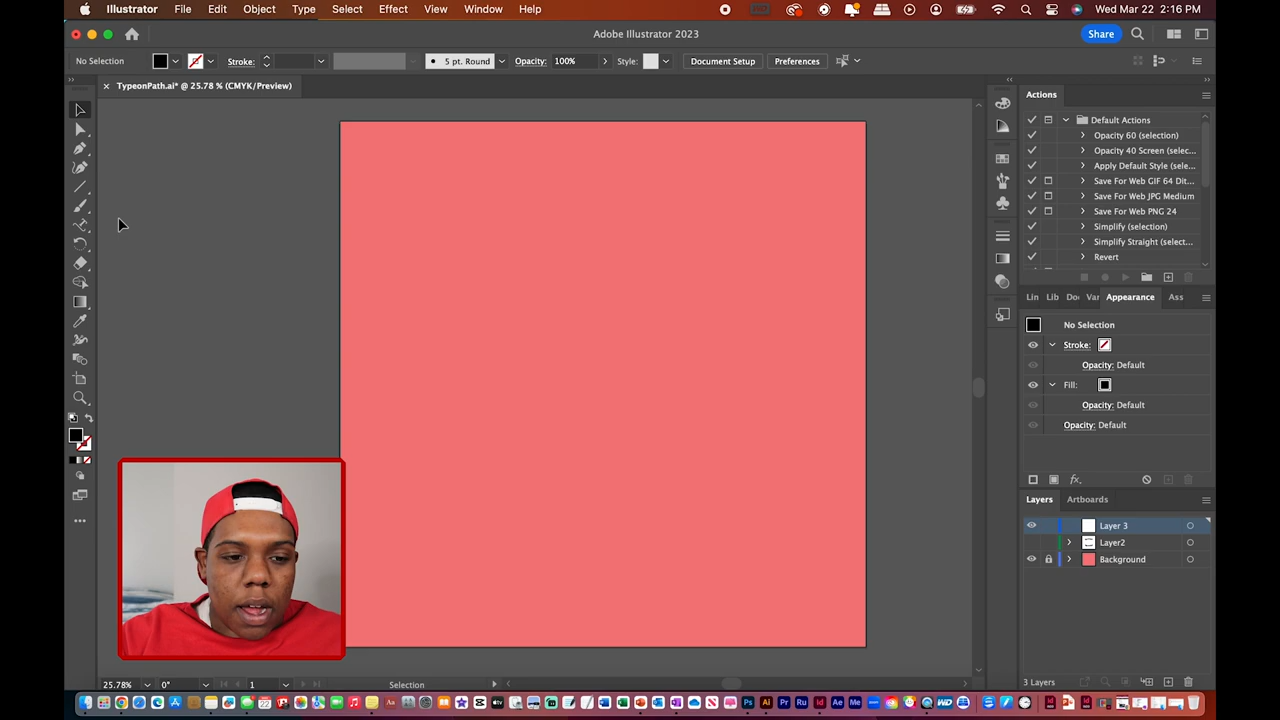 Illustrator File Edit Object Type Select Effect View Window Help Wed Mar 22 2:16 PM
Adobe Illustrator 2023
Share
No Selection Stroke: 5 pt. Round Opacity: 100% Style: Document Setup Preferences
TypeonPath.ai* @ 25.78 % (CMYK/Preview)
Actions
Default Actions
Opacity 60 (selection)
Opacity 40 Screen (selec...
Apply Default Style (sele...
Save For Web GIF 64 Dit...
Save For Web JPG Medium
Save For Web PNG 24
Simplify (selection)
Simplify Straight (select...
Revert
Lin Lib Do Var Appearance Ass
No Selection
Stroke:
Opacity: Default
Fill:
Opacity: Default
Opacity: Default
fx
Layers Artboards
Layer 3
Layer2
Background
3 Layers
25.78% 0° 1 Selection